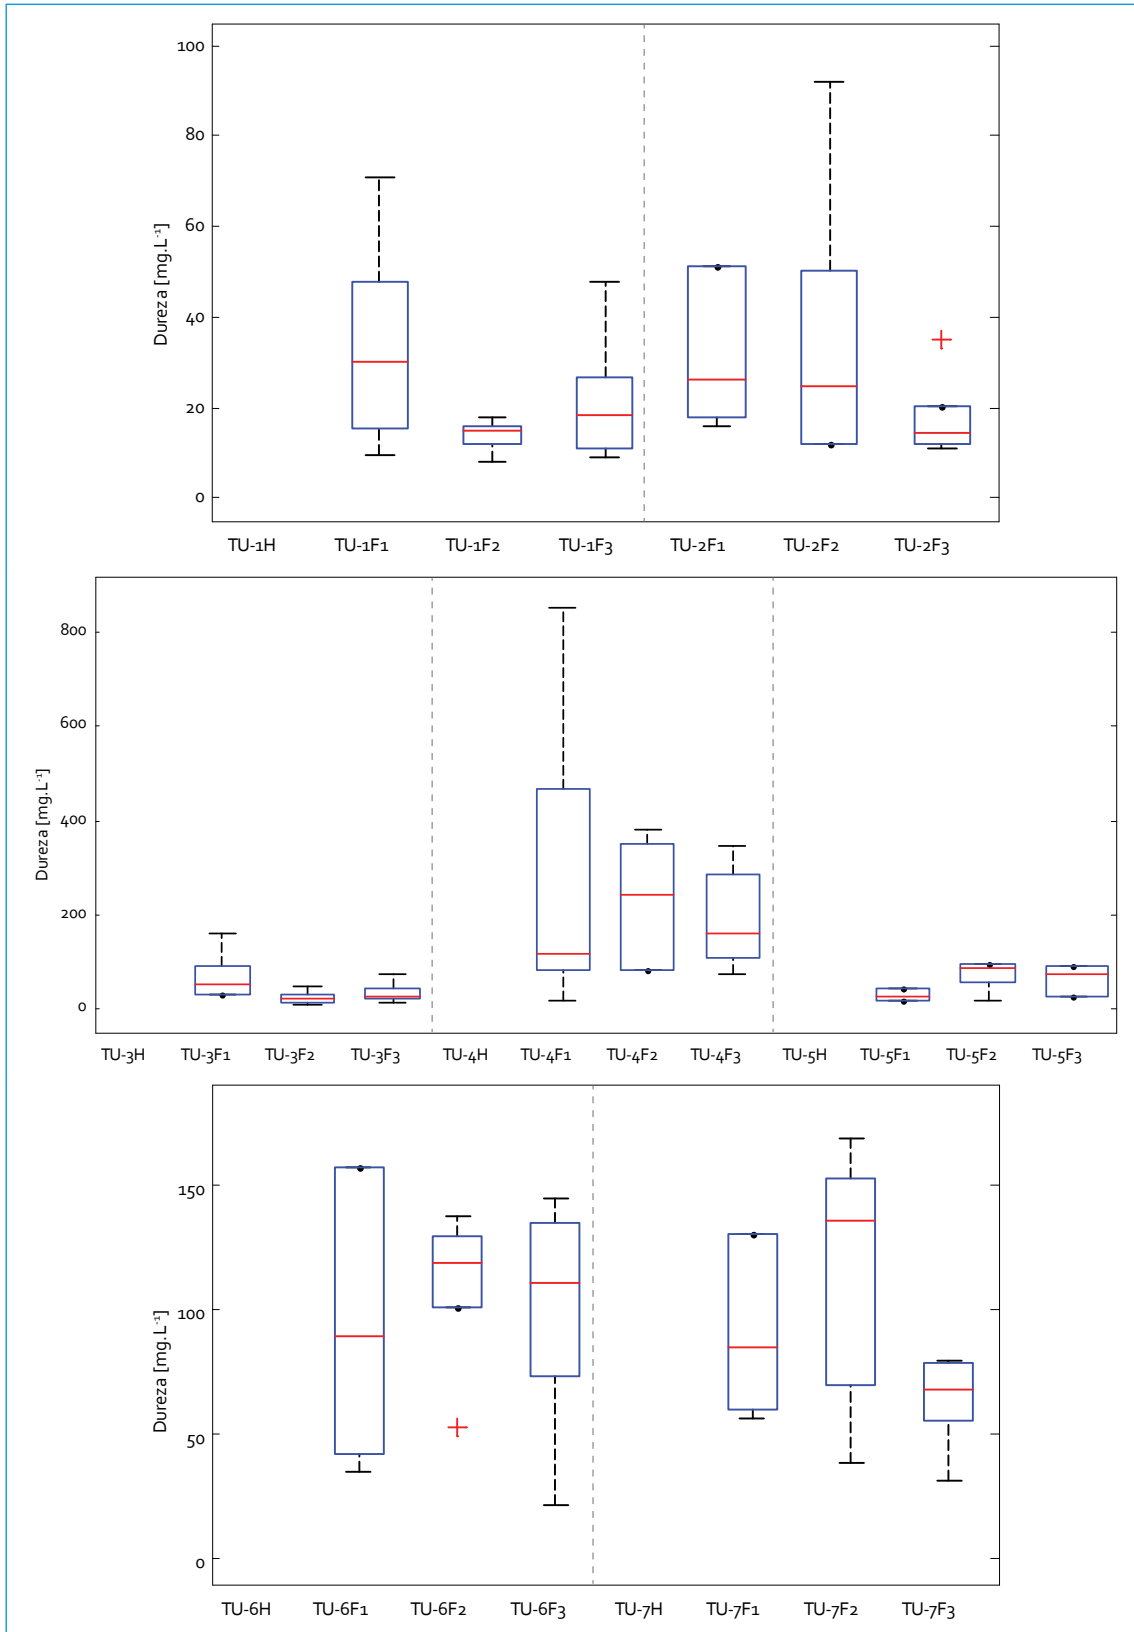 100
80
60
40
20
0
Dureza [mg.L⁻¹]
TU-1H TU-1F1 TU-1F2 TU-1F3 TU-2F1 TU-2F2 TU-2F3
800
600
400
200
0
Dureza [mg.L⁻¹]
TU-3H TU-3F1 TU-3F2 TU-3F3 TU-4H TU-4F1 TU-4F2 TU-4F3 TU-5H TU-5F1 TU-5F2 TU-5F3
150
100
50
0
Dureza [mg.L⁻¹]
TU-6H TU-6F1 TU-6F2 TU-6F3 TU-7H TU-7F1 TU-7F2 TU-7F3